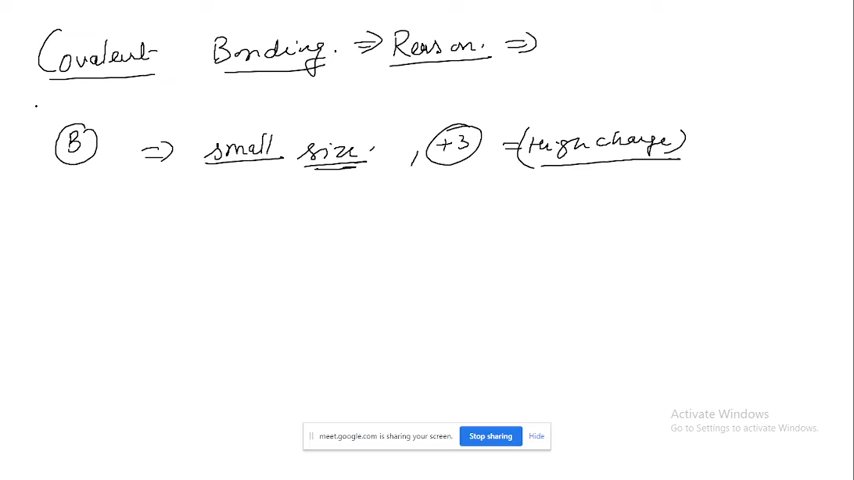 Covalent Bonding. ⇒ Reason. ⇒
B ⇒ small size. , +3 = (High charge)
Activate Windows
Go to Settings to activate Windows.
meet.google.com is sharing your screen. Stop sharing Hide